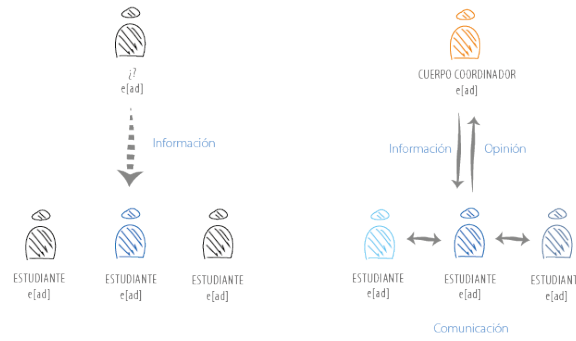 ¿?
e[ad]
Información
ESTUDIANTE
e[ad]
ESTUDIANTE
e[ad]
ESTUDIANTE
e[ad]
CUERPO COORDINADOR
e[ad]
Información
Opinión
ESTUDIANTE
e[ad]
ESTUDIANTE
e[ad]
ESTUDIANT
e[ad]
Comunicación